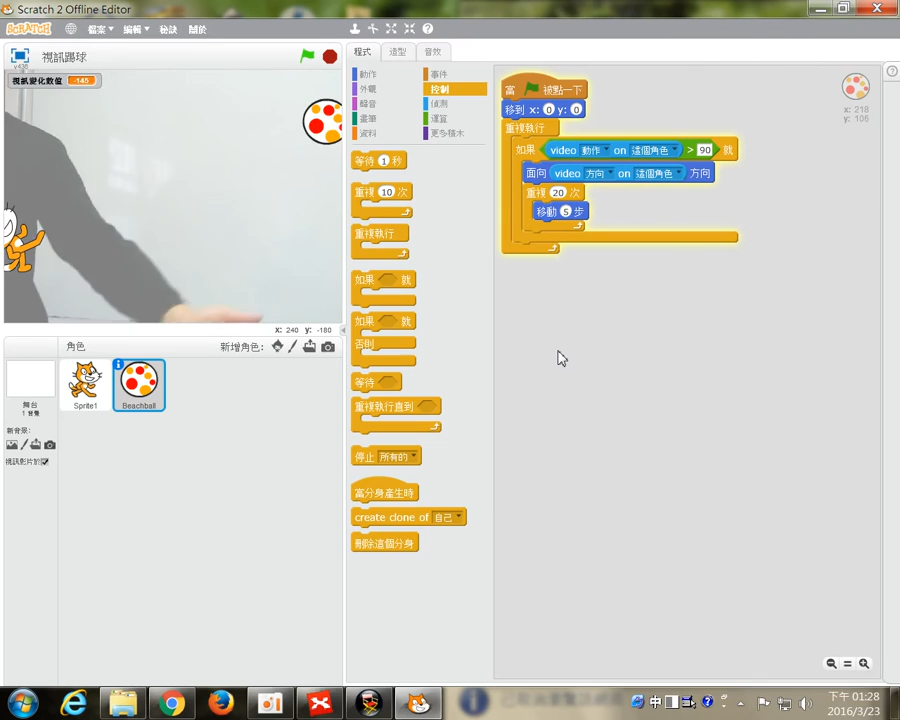 Scratch 2 Offline Editor
SCRATCH 檔案 編輯 秘訣 關於
視訊踢球
v438
視訊變化數值 -145
x: 240 y: -180
角色 新增角色:
舞台
1 背景
新背景:
視訊影片於
Sprite1
Beachball
程式 造型 音效
動作 事件
外觀 控制
聲音 偵測
畫筆 運算
資料 更多積木
等待 1 秒
重複 10 次
重複執行
如果 就
如果 就
否則
等待
重複執行直到
停止 所有的
當分身產生時
create clone of 自己
刪除這個分身
當 被點一下
移到 x: 0 y: 0
重複執行
如果 video 動作 on 這個角色 > 90 就
面向 video 方向 on 這個角色 方向
重複 20 次
移動 5 步
x: 218
y: 106
中
下午 01:28
2016/3/23